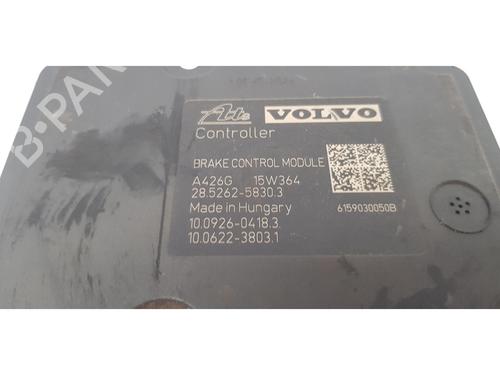 Ate VOLVO
Controller
BRAKE CONTROL MODULE
A426G 15W364
28.5262-5830.3
Made in Hungary 6159030050B
10.0926-0418.3
10.0622-3803.1
B-PARTS